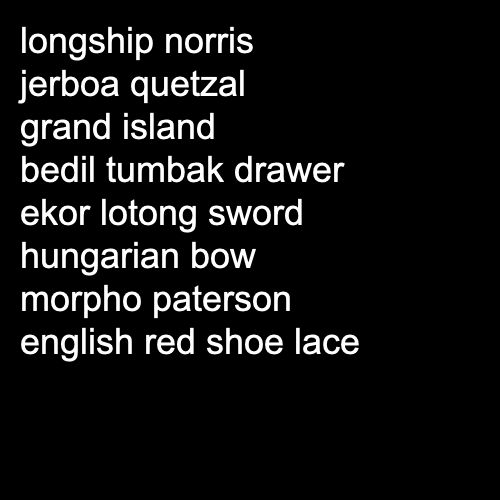 longship norris
jerboa quetzal
grand island
bedil tumbak drawer
ekor lotong sword
hungarian bow
morpho paterson
english red shoe lace